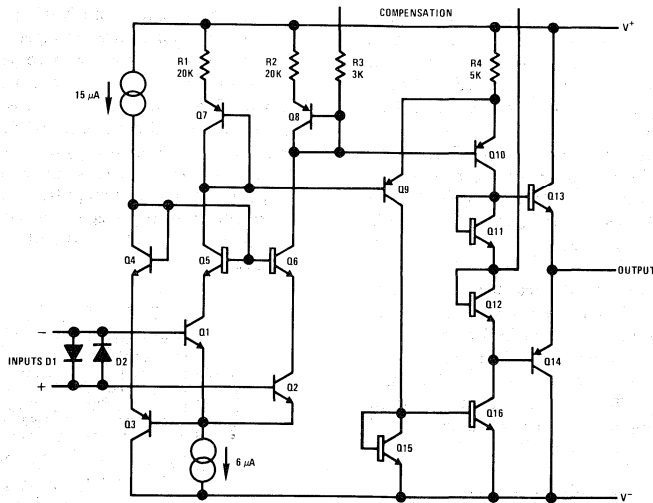 COMPENSATION
V+
R1
20K
R2
20K
R3
3K
R4
5K
15 μA
Q7
Q8
Q9
Q10
Q13
Q11
Q4
Q5
Q6
Q12
OUTPUT
−
Q1
INPUTS D1
D2
Q14
+
Q2
Q3
Q16
Q15
6 μA
V−